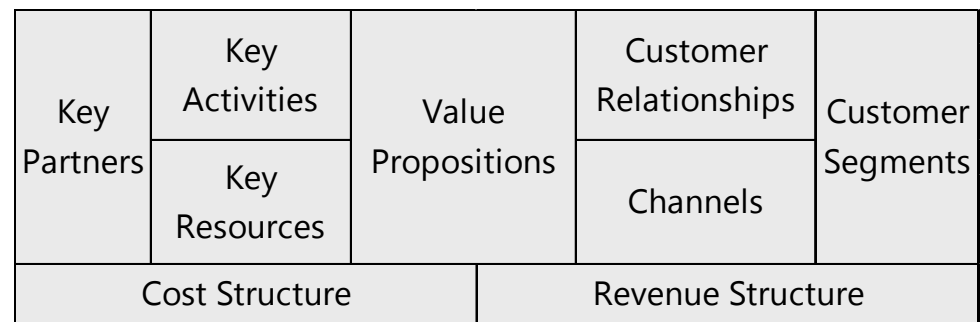 Key
Partners
Key
Activities
Key
Resources
Value
Propositions
Customer
Relationships
Channels
Customer
Segments
Cost Structure
Revenue Structure